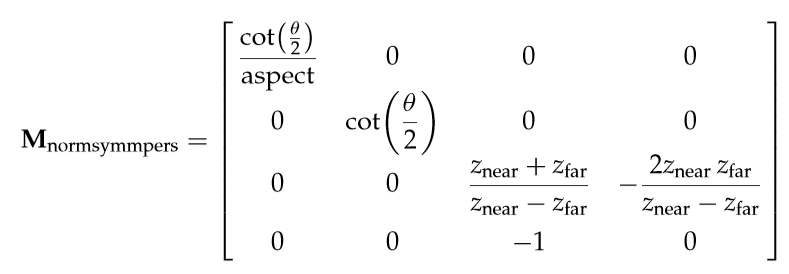 cot(θ/2)/aspect 0 0 0
M_normsymmpers = 0 cot(θ/2) 0 0
0 0 (z_near + z_far)/(z_near − z_far) −(2z_near z_far)/(z_near − z_far)
0 0 −1 0